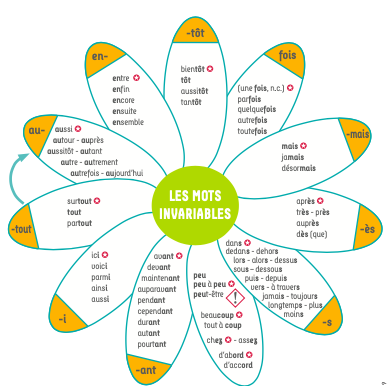 -tôt
bientôt
tôt
aussitôt
tantôt
fois
(une fois, n.c.)
parfois
quelquefois
autrefois
toutefois
-mais
mais
jamais
désormais
-ès
après
très - près
auprès
dès (que)
-s
dans
dedans - dehors
lors - alors - dessus
sous - dessous
puis - depuis
vers - à travers
jamais - toujours
longtemps - plus
moins
peu
peu à peu
peut-être
!
beaucoup
tout à coup
chez - assez
d'abord
d'accord
-ant
avant
devant
maintenant
auparavant
pendant
cependant
durant
autant
pourtant
-i
ici
voici
parmi
ainsi
aussi
-tout
surtout
tout
partout
au-
aussi
autour - auprès
aussitôt - autant
autre - autrement
autrefois - aujourd'hui
en-
entre
enfin
encore
ensuite
ensemble
LES MOTS
INVARIABLES